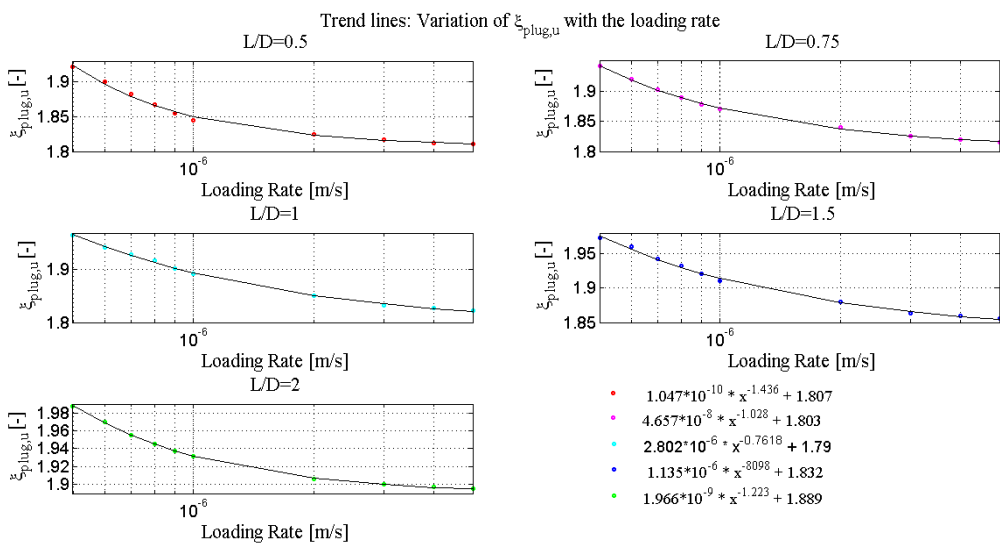 Trend lines: Variation of ξplug,u with the loading rate
L/D=0.5
ξplug,u [-]
1.9
1.85
1.8
10^-6
Loading Rate [m/s]
L/D=0.75
ξplug,u [-]
1.9
1.85
1.8
10^-6
Loading Rate [m/s]
L/D=1
ξplug,u [-]
1.9
1.8
10^-6
Loading Rate [m/s]
L/D=1.5
ξplug,u [-]
1.95
1.9
1.85
10^-6
Loading Rate [m/s]
L/D=2
ξplug,u [-]
1.98
1.96
1.94
1.92
1.9
10^-6
Loading Rate [m/s]
1.047*10^-10 * x^-1.436 + 1.807
4.657*10^-8 * x^-1.028 + 1.803
2.802*10^-6 * x^-0.7618 + 1.79
1.135*10^-6 * x^-8098 + 1.832
1.966*10^-9 * x^-1.223 + 1.889